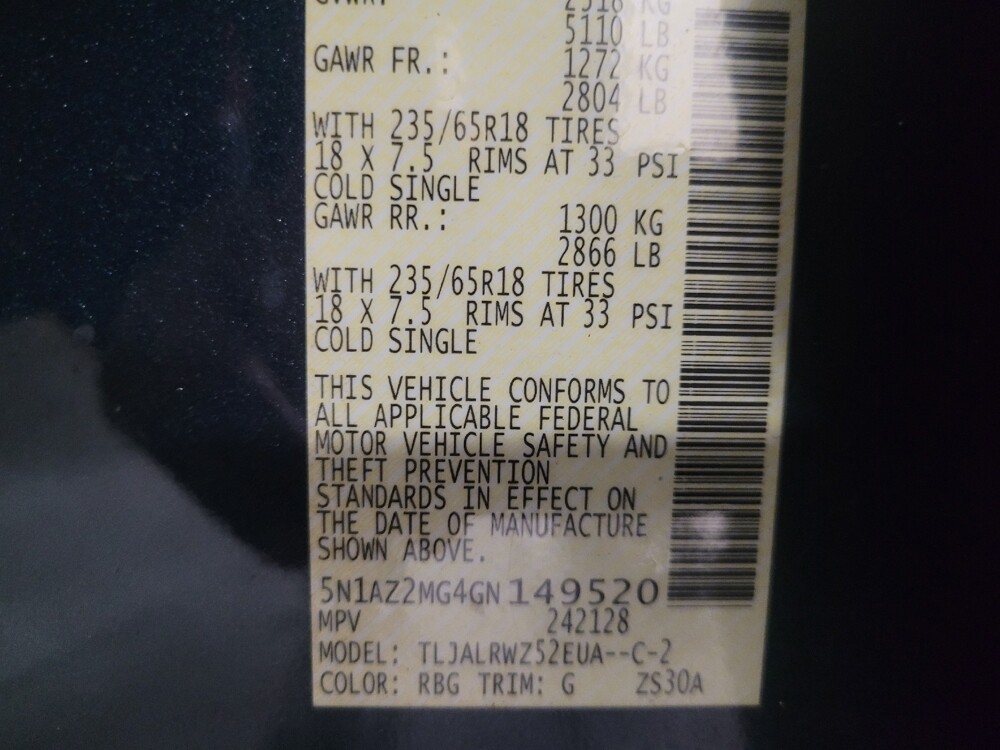 GVWR: 2318 KG
5110 LB
GAWR FR.: 1272 KG
2804 LB
WITH 235/65R18 TIRES
18 X 7.5 RIMS AT 33 PSI
COLD SINGLE
GAWR RR.: 1300 KG
2866 LB
WITH 235/65R18 TIRES
18 X 7.5 RIMS AT 33 PSI
COLD SINGLE
THIS VEHICLE CONFORMS TO
ALL APPLICABLE FEDERAL
MOTOR VEHICLE SAFETY AND
THEFT PREVENTION
STANDARDS IN EFFECT ON
THE DATE OF MANUFACTURE
SHOWN ABOVE.
5N1AZ2MG4GN149520
MPV 242128
MODEL: TLJALRWZ52EUA--C-2
COLOR: RBG TRIM: G ZS30A